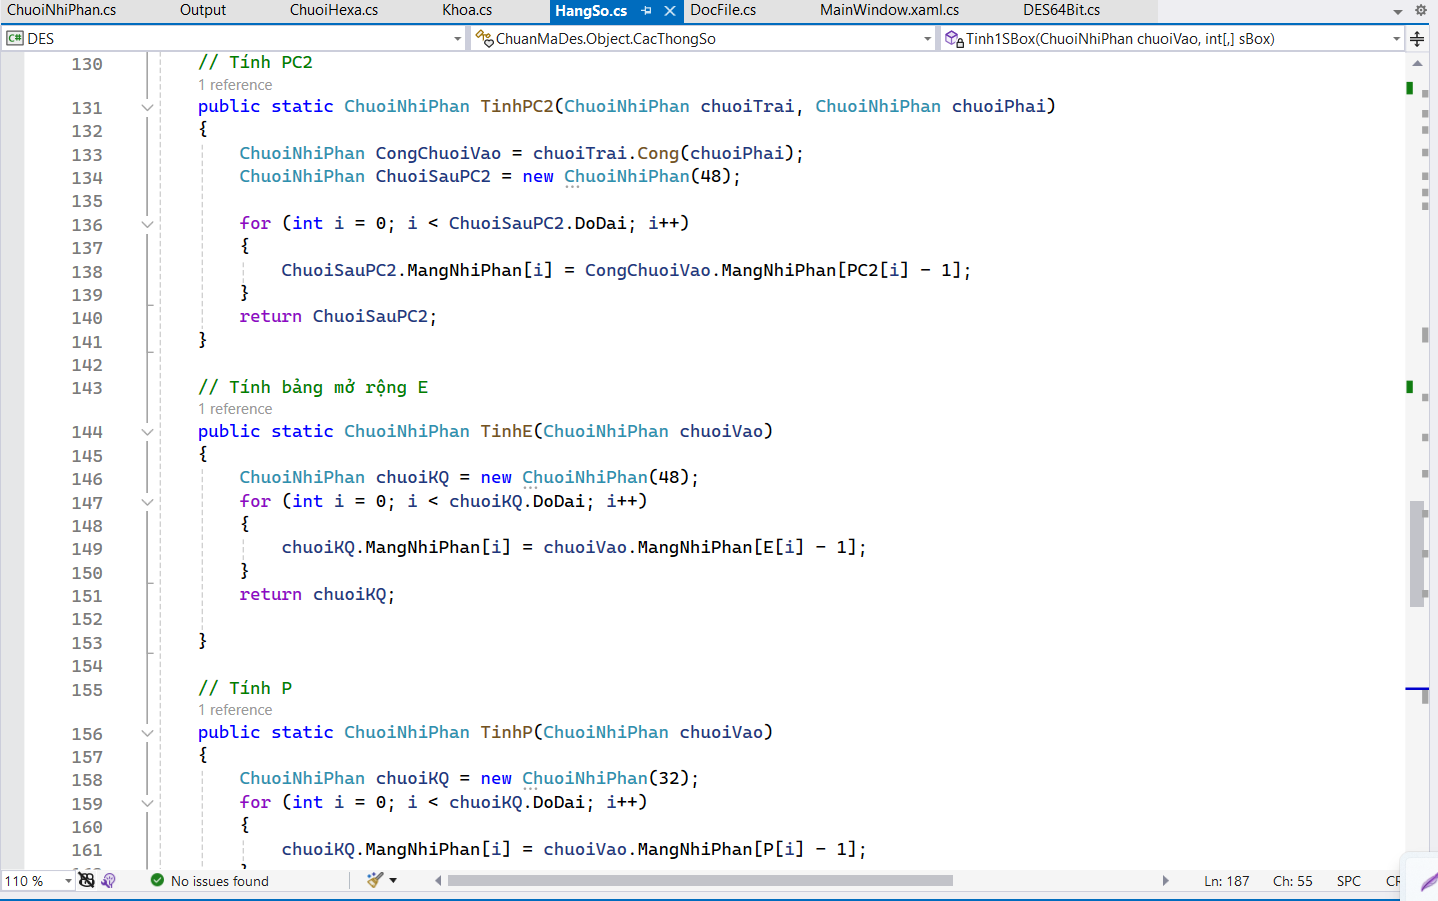 ChuoiNhiPhan.cs Output ChuoiHexa.cs Khoa.cs HangSo.cs DocFile.cs MainWindow.xaml.cs DES64Bit.cs
C# DES ChuanMaDes.Object.CacThongSo Tinh1SBox(ChuoiNhiPhan chuoiVao, int[,] sBox)
130 // Tính PC2
1 reference
131 public static ChuoiNhiPhan TinhPC2(ChuoiNhiPhan chuoiTrai, ChuoiNhiPhan chuoiPhai)
132 {
133 ChuoiNhiPhan CongChuoiVao = chuoiTrai.Cong(chuoiPhai);
134 ChuoiNhiPhan ChuoiSauPC2 = new ChuoiNhiPhan(48);
135
136 for (int i = 0; i < ChuoiSauPC2.DoDai; i++)
137 {
138 ChuoiSauPC2.MangNhiPhan[i] = CongChuoiVao.MangNhiPhan[PC2[i] - 1];
139 }
140 return ChuoiSauPC2;
141 }
142
143 // Tính bảng mở rộng E
1 reference
144 public static ChuoiNhiPhan TinhE(ChuoiNhiPhan chuoiVao)
145 {
146 ChuoiNhiPhan chuoiKQ = new ChuoiNhiPhan(48);
147 for (int i = 0; i < chuoiKQ.DoDai; i++)
148 {
149 chuoiKQ.MangNhiPhan[i] = chuoiVao.MangNhiPhan[E[i] - 1];
150 }
151 return chuoiKQ;
152
153 }
154
155 // Tính P
1 reference
156 public static ChuoiNhiPhan TinhP(ChuoiNhiPhan chuoiVao)
157 {
158 ChuoiNhiPhan chuoiKQ = new ChuoiNhiPhan(32);
159 for (int i = 0; i < chuoiKQ.DoDai; i++)
160 {
161 chuoiKQ.MangNhiPhan[i] = chuoiVao.MangNhiPhan[P[i] - 1];
110 % No issues found Ln: 187 Ch: 55 SPC